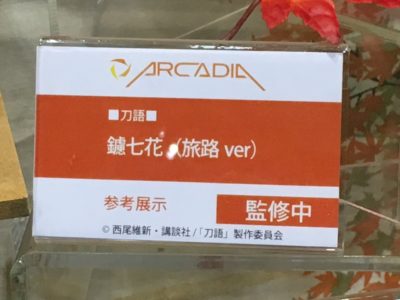 ARCADIA
■刀語■
鑢七花（旅路 ver）
参考展示
監修中
© 西尾維新・講談社/「刀語」製作委員会